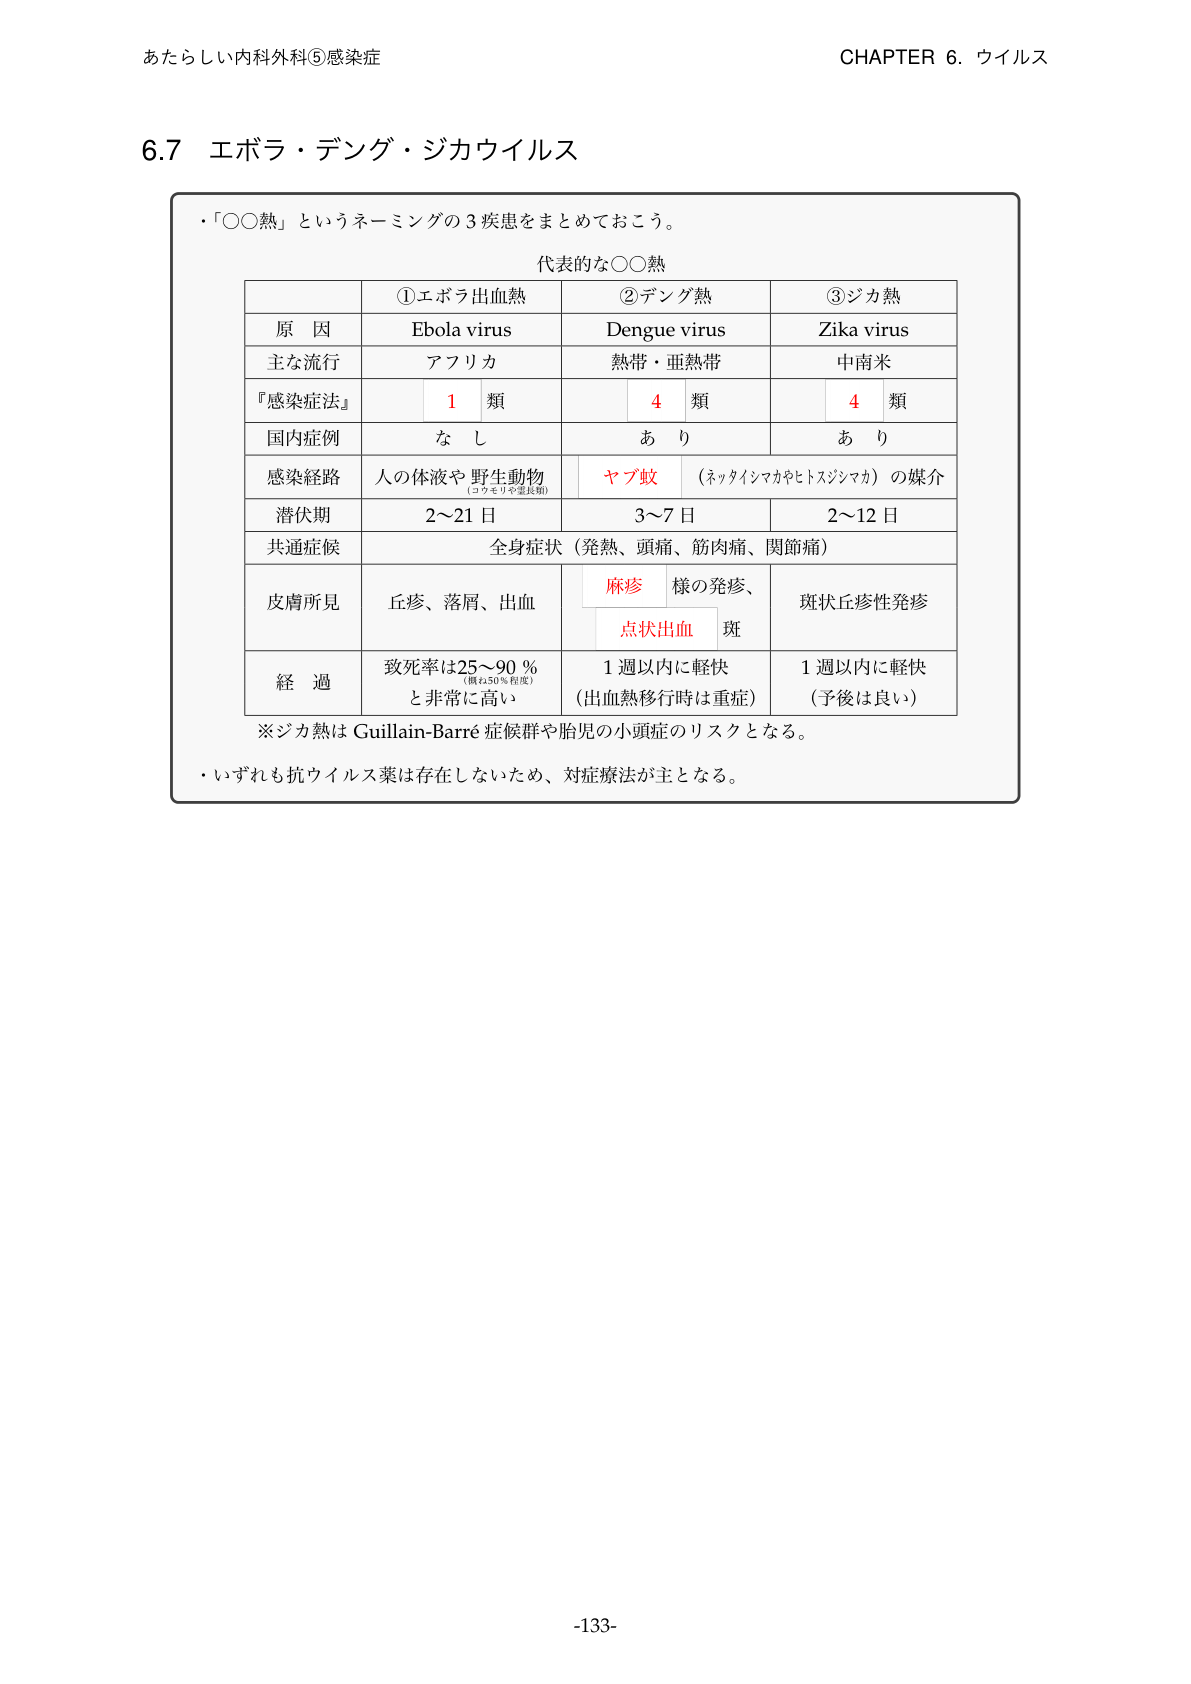 あたらしい内科外科⑤感染症 CHAPTER 6. ウイルス
6.7 エボラ・デング・ジカウイルス
・「〇〇熱」というネーミングの3疾患をまとめておこう。
代表的な〇〇熱
①エボラ出血熱 ②デング熱 ③ジカ熱
原 因 Ebola virus Dengue virus Zika virus
主な流行 アフリカ 熱帯・亜熱帯 中南米
『感染症法』 1 類 4 類 4 類
国内症例 な し あ り あ り
感染経路 人の体液や 野生動物 ヤブ蚊 (ネッタイシマカやヒトスジシマカ) の媒介
(コウモリや霊長類)
潜伏期 2〜21 日 3〜7 日 2〜12 日
共通症候 全身症状(発熱、頭痛、筋肉痛、関節痛)
皮膚所見 丘疹、落屑、出血 麻疹 様の発疹、 斑状丘疹性発疹
点状出血 斑
経 過 致死率は25〜90 % 1 週以内に軽快 1 週以内に軽快
(概ね50%程度)
と非常に高い (出血熱移行時は重症) (予後は良い)
※ジカ熱は Guillain-Barré 症候群や胎児の小頭症のリスクとなる。
・いずれも抗ウイルス薬は存在しないため、対症療法が主となる。
-133-